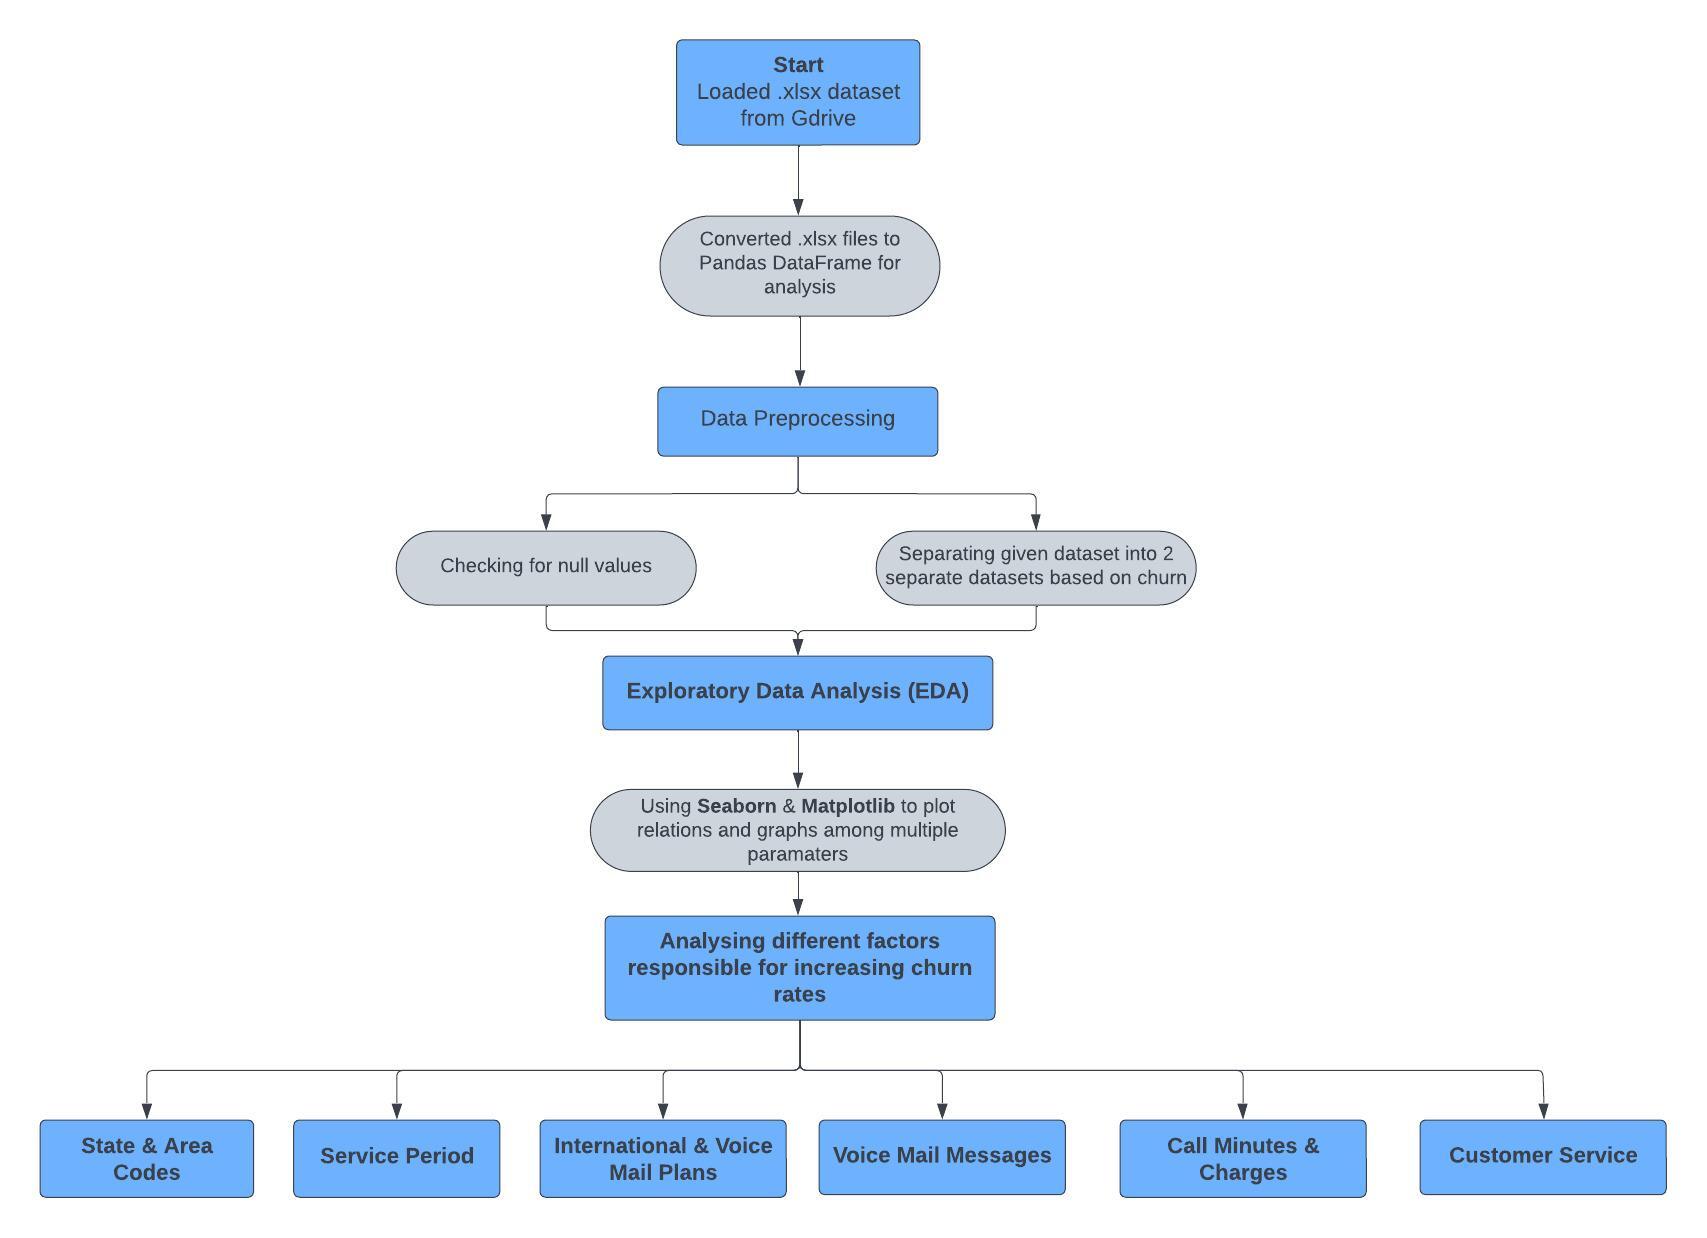 Start
Loaded .xlsx dataset
from Gdrive
Converted .xlsx files to
Pandas DataFrame for
analysis
Data Preprocessing
Checking for null values
Separating given dataset into 2
separate datasets based on churn
Exploratory Data Analysis (EDA)
Using Seaborn & Matplotlib to plot
relations and graphs among multiple
paramaters
Analysing different factors
responsible for increasing churn
rates
State & Area
Codes
Service Period
International & Voice
Mail Plans
Voice Mail Messages
Call Minutes &
Charges
Customer Service